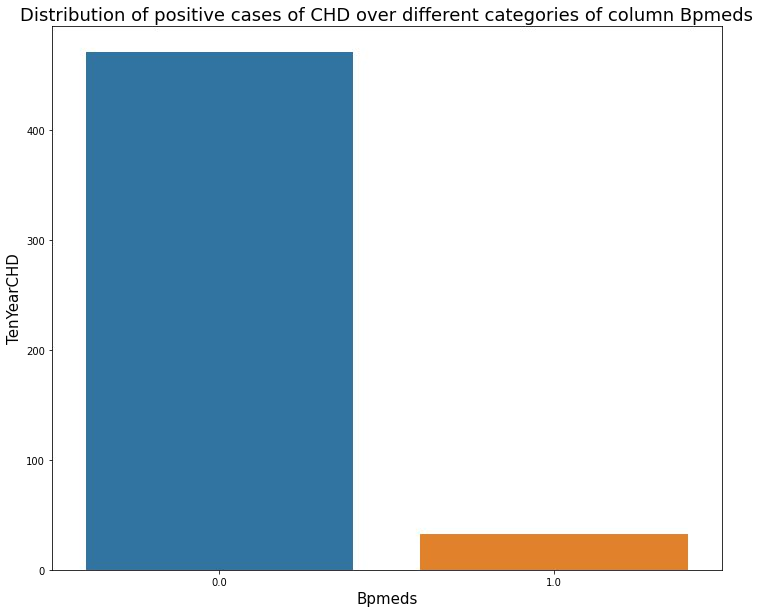 Distribution of positive cases of CHD over different categories of column Bpmeds
400
300
200
100
0
TenYearCHD
0.0 1.0
Bpmeds